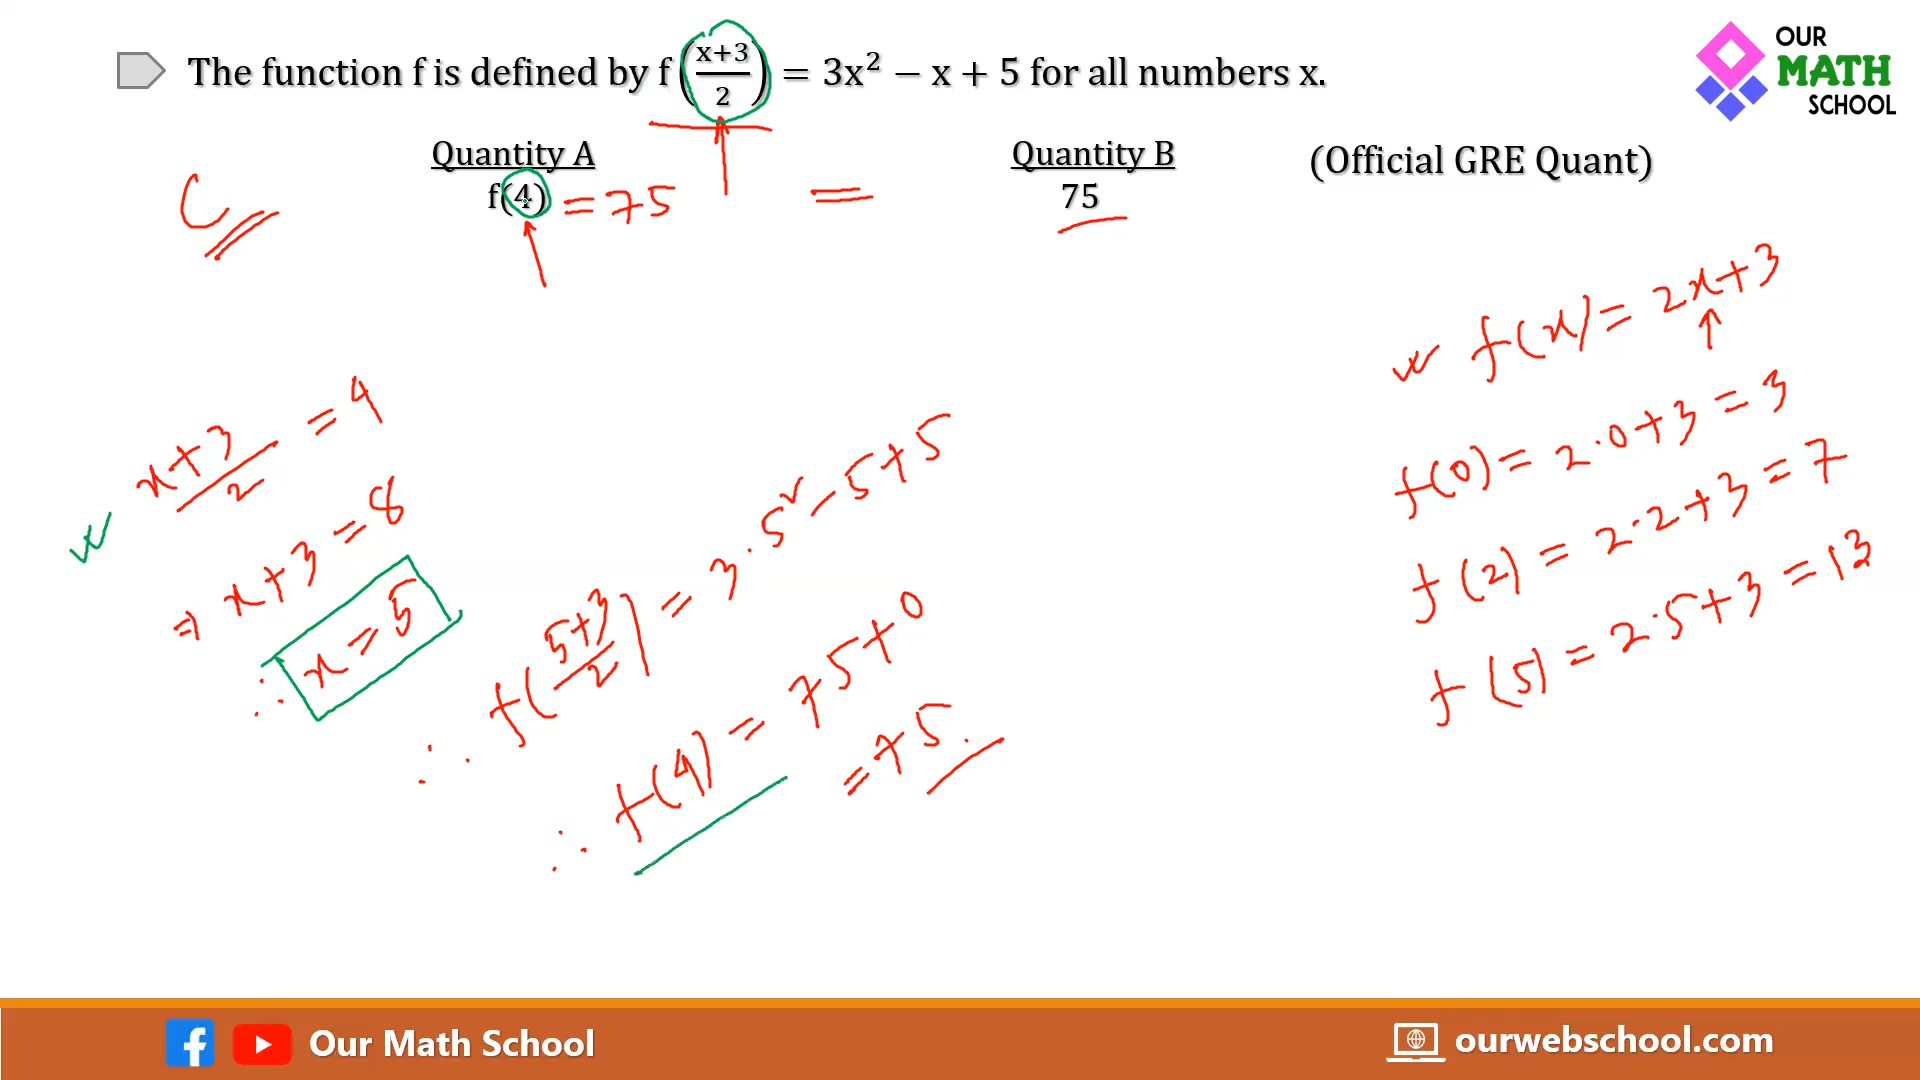 The function f is defined by f((x+3)/2) = 3x² − x + 5 for all numbers x.
OUR
MATH
SCHOOL
Quantity A
Quantity B
(Official GRE Quant)
f(4) = 75
=
75
C
x+3/2 = 4
⇒ x+3 = 8
∴ x = 5
∴ f(5+3/2) = 3·5² − 5 + 5
∴ f(4) = 75 + 0
= 75.
f(x) = 2x+3
f(0) = 2·0+3 = 3
f(2) = 2·2+3 = 7
f(5) = 2·5+3 = 13
Our Math School
ourwebschool.com